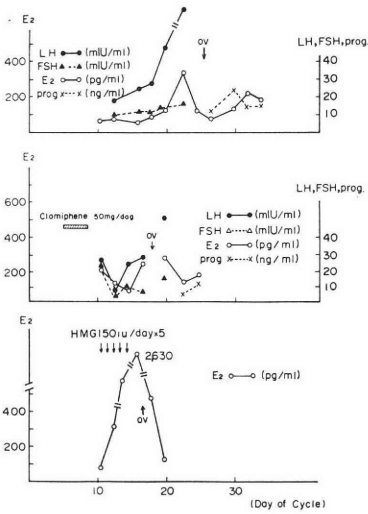 E2
LH (mIU/ml)
FSH (mIU/ml)
E2 (pg/ml)
prog (ng/ml)
ov
LH,FSH,prog.
400
200
40
30
20
10
E2
LH,FSH,prog.
Clomiphene 50mg/dag
600
400
200
ov
LH (mIU/ml)
FSH (mIU/ml)
E2 (pg/ml)
prog (ng/ml)
40
30
20
10
E2
HMG150iu/day×5
2,630
E2 (pg/ml)
ov
400
200
10 20 30
(Day of Cycle)